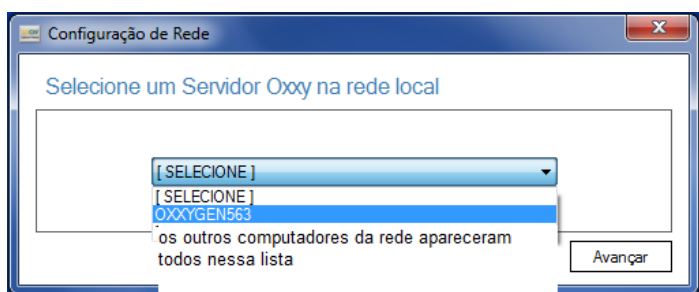 Configuração de Rede
Selecione um Servidor Oxxy na rede local
[ SELECIONE ]
[ SELECIONE ]
OXXYGEN563
os outros computadores da rede apareceram
todos nessa lista
Avançar